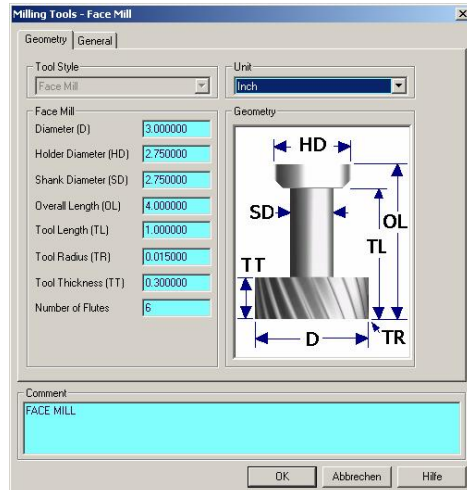 Milling Tools - Face Mill
Geometry General
Tool Style
Face Mill
Unit
Inch
Face Mill
Diameter (D) 3.000000
Holder Diameter (HD) 2.750000
Shank Diameter (SD) 2.750000
Overall Length (OL) 4.000000
Tool Length (TL) 1.000000
Tool Radius (TR) 0.015000
Tool Thickness (TT) 0.300000
Number of Flutes 6
Geometry
HD
SD
OL
TL
TT
D
TR
Comment
FACE MILL
OK Abbrechen Hilfe